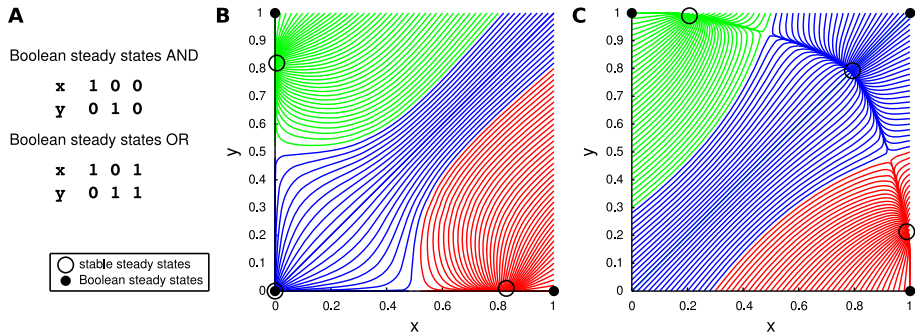 A
Boolean steady states AND
x 1 0 0
y 0 1 0
Boolean steady states OR
x 1 0 1
y 0 1 1
stable steady states
Boolean steady states
B
1
0.9
0.8
0.7
0.6
0.5
0.4
0.3
0.2
0.1
0
y
0 0.2 0.4 0.6 0.8 1
x
C
1
0.9
0.8
0.7
0.6
0.5
0.4
0.3
0.2
0.1
0
y
0 0.2 0.4 0.6 0.8 1
x